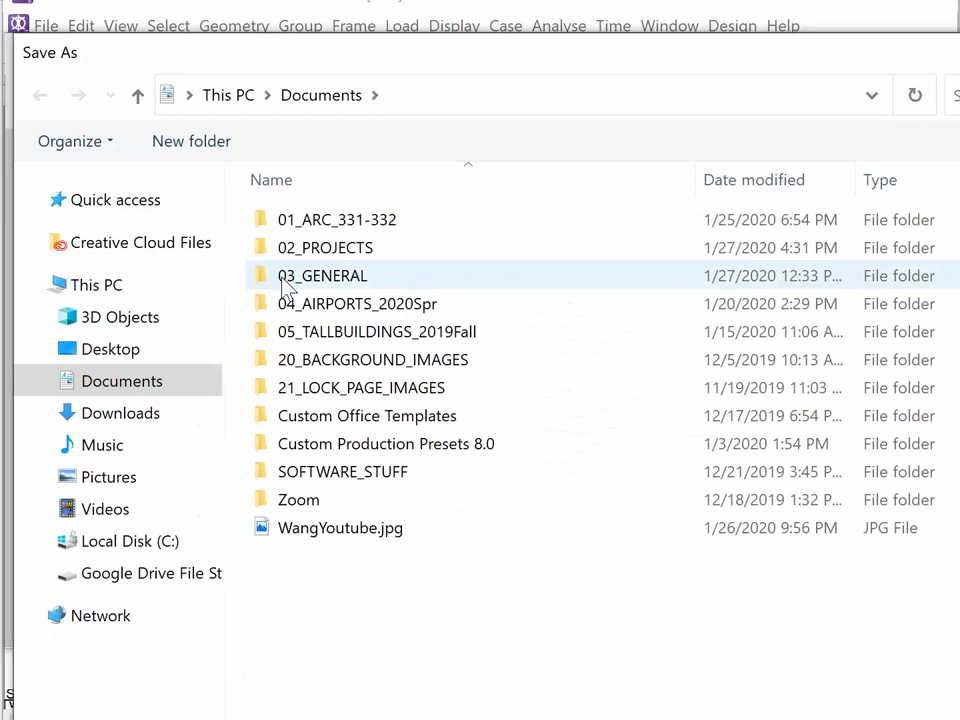 File Edit View Select Geometry Group Frame Load Display Case Analyse Time Window Design Help
Save As
This PC Documents
Organize New folder
Name Date modified Type
Quick access
Creative Cloud Files
This PC
3D Objects
Desktop
Documents
Downloads
Music
Pictures
Videos
Local Disk (C:)
Google Drive File St
Network
01_ARC_331-332 1/25/2020 6:54 PM File folder
02_PROJECTS 1/27/2020 4:31 PM File folder
03_GENERAL 1/27/2020 12:33 P... File folder
04_AIRPORTS_2020Spr 1/20/2020 2:29 PM File folder
05_TALLBUILDINGS_2019Fall 1/15/2020 11:06 A... File folder
20_BACKGROUND_IMAGES 12/5/2019 10:13 A... File folder
21_LOCK_PAGE_IMAGES 11/19/2019 11:03 ... File folder
Custom Office Templates 12/17/2019 6:54 P... File folder
Custom Production Presets 8.0 1/3/2020 1:54 PM File folder
SOFTWARE_STUFF 12/21/2019 3:45 P... File folder
Zoom 12/18/2019 1:32 P... File folder
WangYoutube.jpg 1/26/2020 9:56 PM JPG File